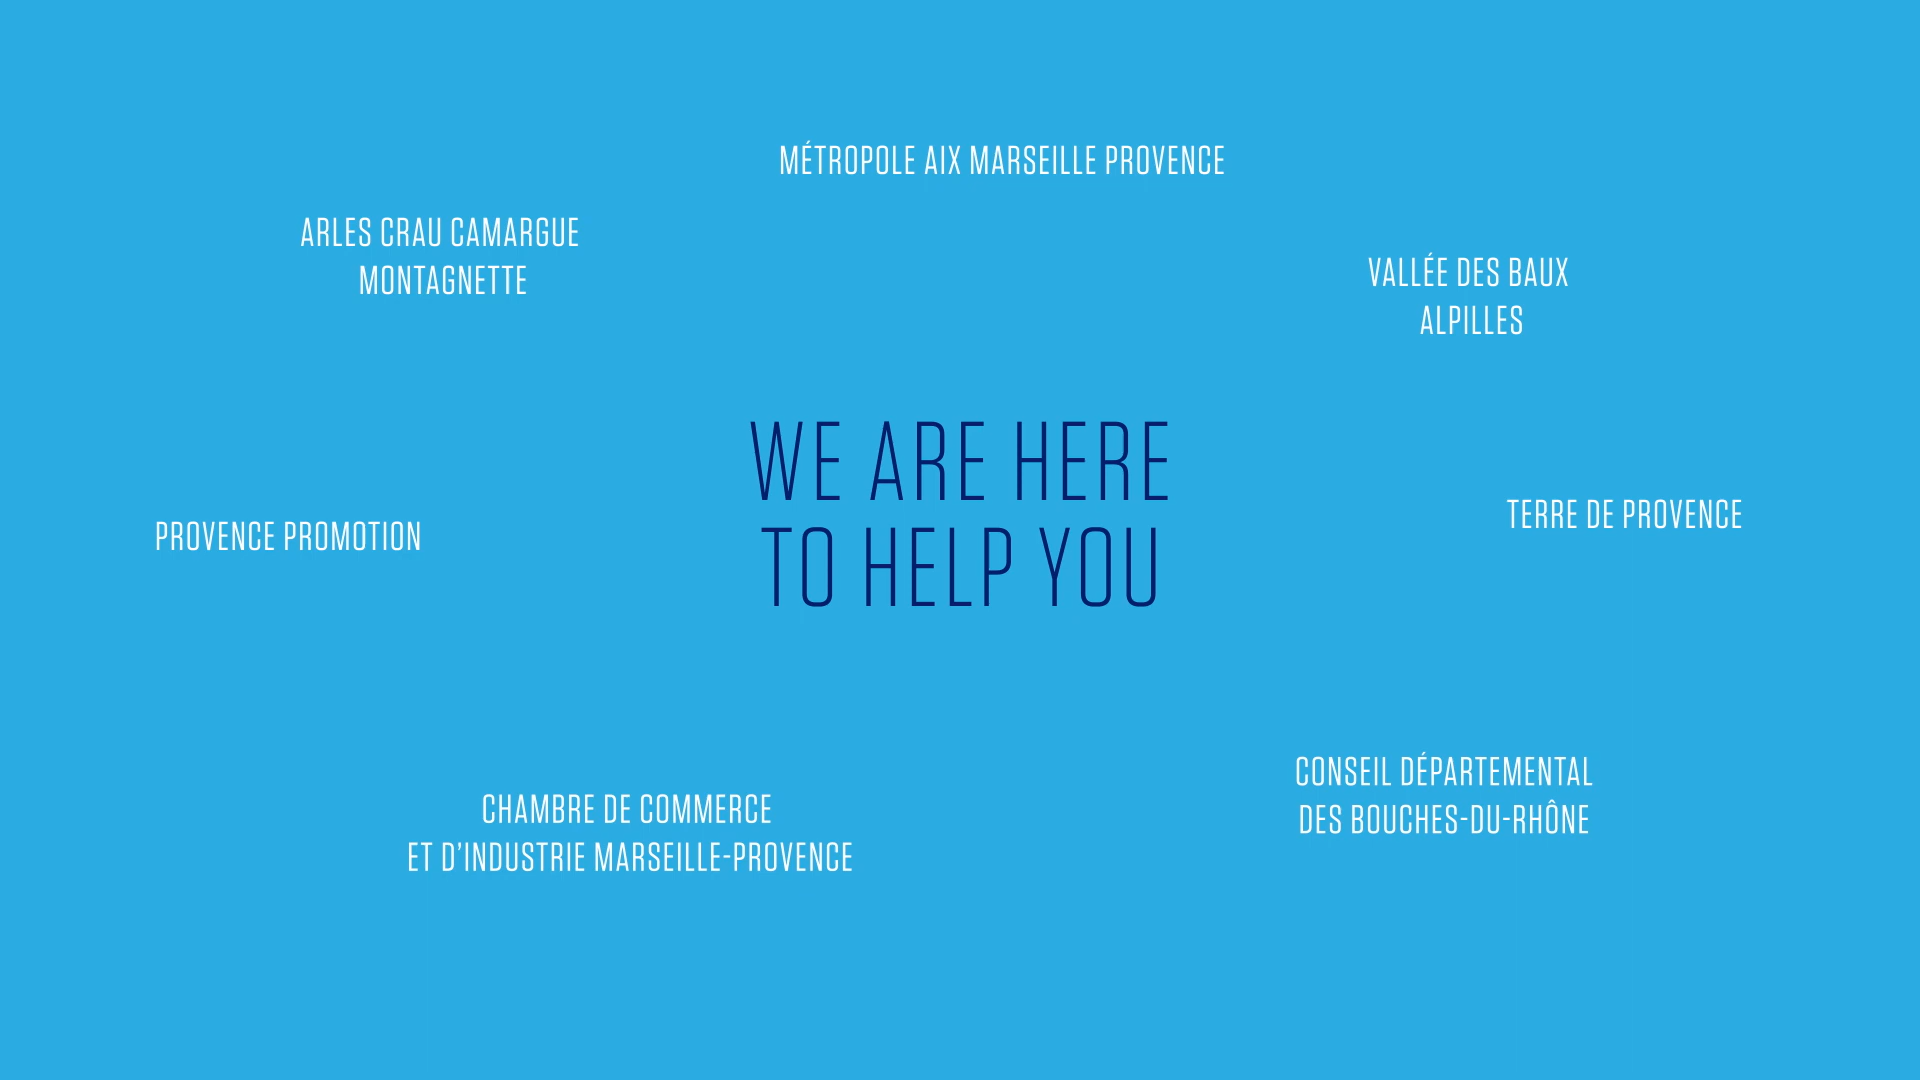 MÉTROPOLE AIX MARSEILLE PROVENCE
ARLES CRAU CAMARGUE
MONTAGNETTE
VALLÉE DES BAUX
ALPILLES
WE ARE HERE
TO HELP YOU
PROVENCE PROMOTION
TERRE DE PROVENCE
CHAMBRE DE COMMERCE
ET D’INDUSTRIE MARSEILLE-PROVENCE
CONSEIL DÉPARTEMENTAL
DES BOUCHES-DU-RHÔNE